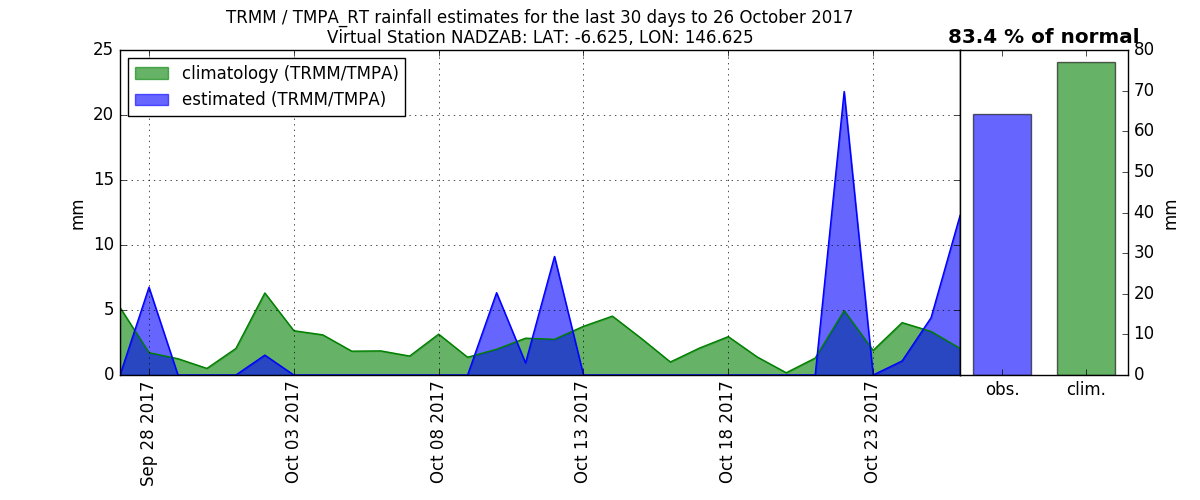 TRMM / TMPA_RT rainfall estimates for the last 30 days to 26 October 2017
Virtual Station NADZAB: LAT: -6.625, LON: 146.625
83.4 % of normal
climatology (TRMM/TMPA)
estimated (TRMM/TMPA)
25
20
15
10
5
0
mm
Sep 28 2017
Oct 03 2017
Oct 08 2017
Oct 13 2017
Oct 18 2017
Oct 23 2017
obs.
clim.
80
70
60
50
40
30
20
10
0
mm